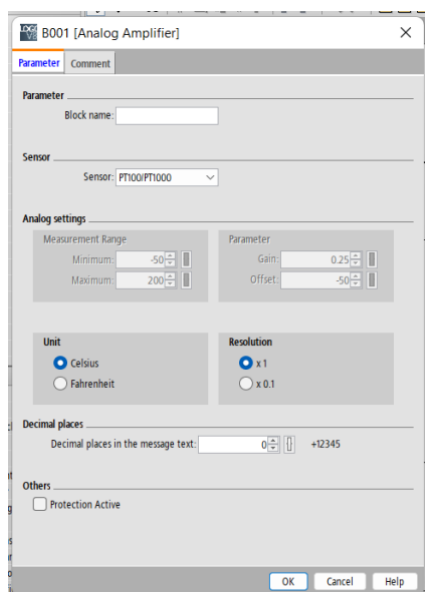 B001 [Analog Amplifier]
Parameter Comment
Parameter
Block name:
Sensor
Sensor: PT100/PT1000
Analog settings
Measurement Range Parameter
Minimum: -50 Gain: 0.25
Maximum: 200 Offset: -50
Unit Resolution
Celsius x 1
Fahrenheit x 0.1
Decimal places
Decimal places in the message text: 0 +12345
Others
Protection Active
OK Cancel Help